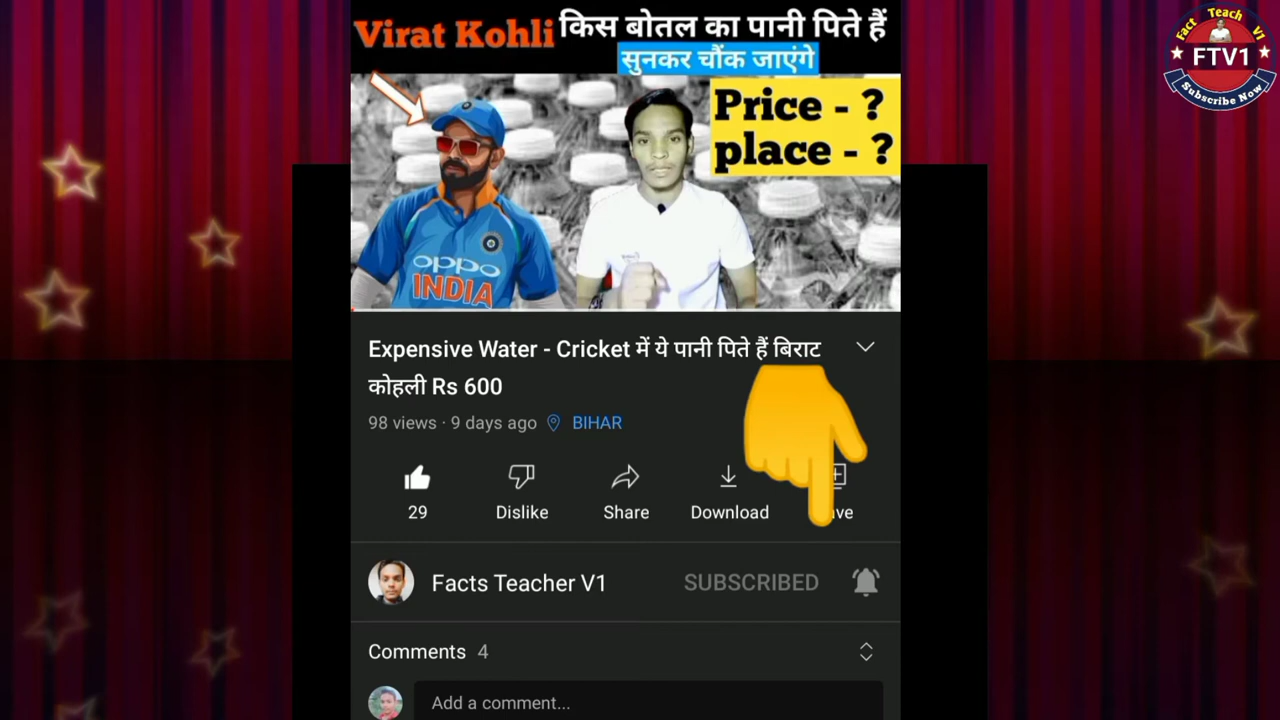 Virat Kohli किस बोतल का पानी पिते हैं
सुनकर चौंक जाएंगे
Price - ?
place - ?
oppo
INDIA
Fact Teach V1
FTV1
Subscribe Now
Expensive Water - Cricket में ये पानी पिते हैं बिराट
कोहली Rs 600
98 views · 9 days ago BIHAR
29 Dislike Share Download ve
Facts Teacher V1 SUBSCRIBED
Comments 4
Add a comment...